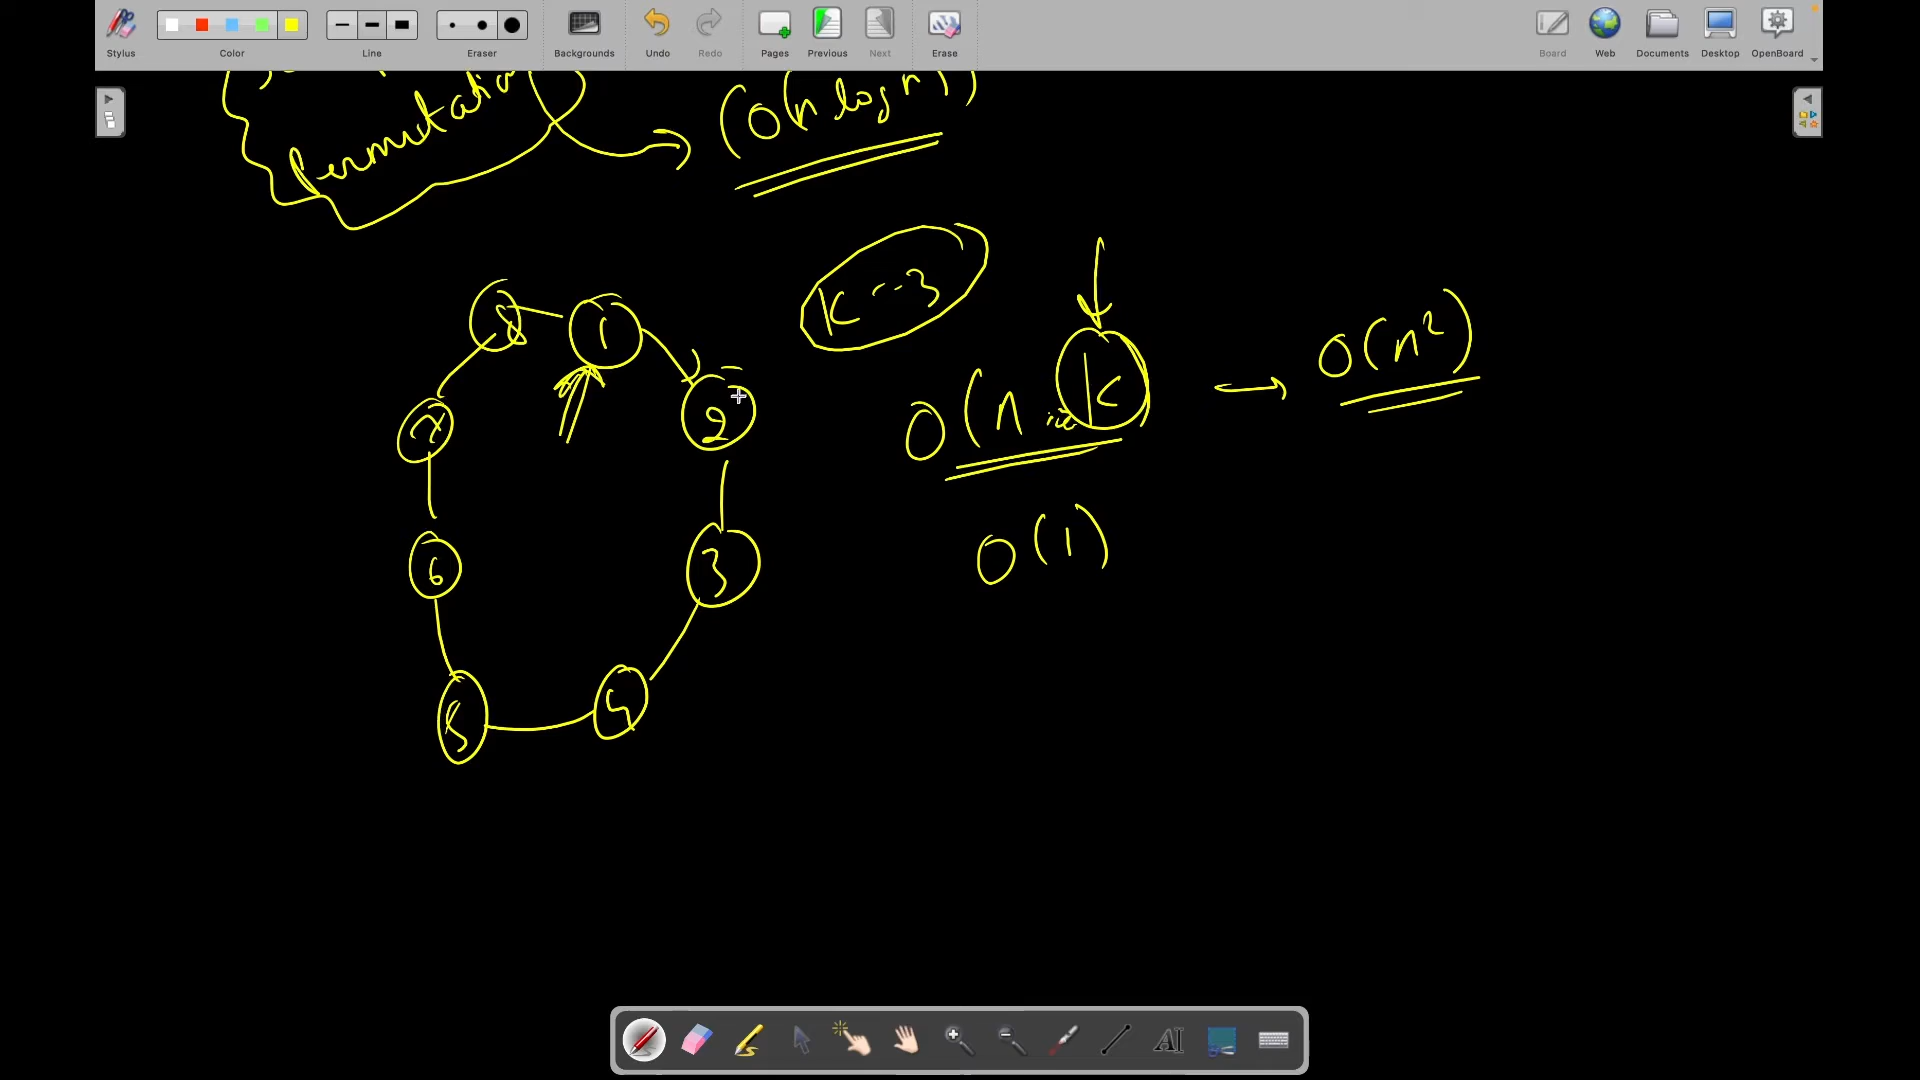 Stylus
Color
Line
Eraser
Backgrounds
Undo
Redo
Pages
Previous
Next
Erase
Board
Web
Documents
Desktop
OpenBoard
Permutation
(O(n log n))
k = 3
O(n * k) → O(n²)
O(1)
8 1
2
7
6 3
5 4